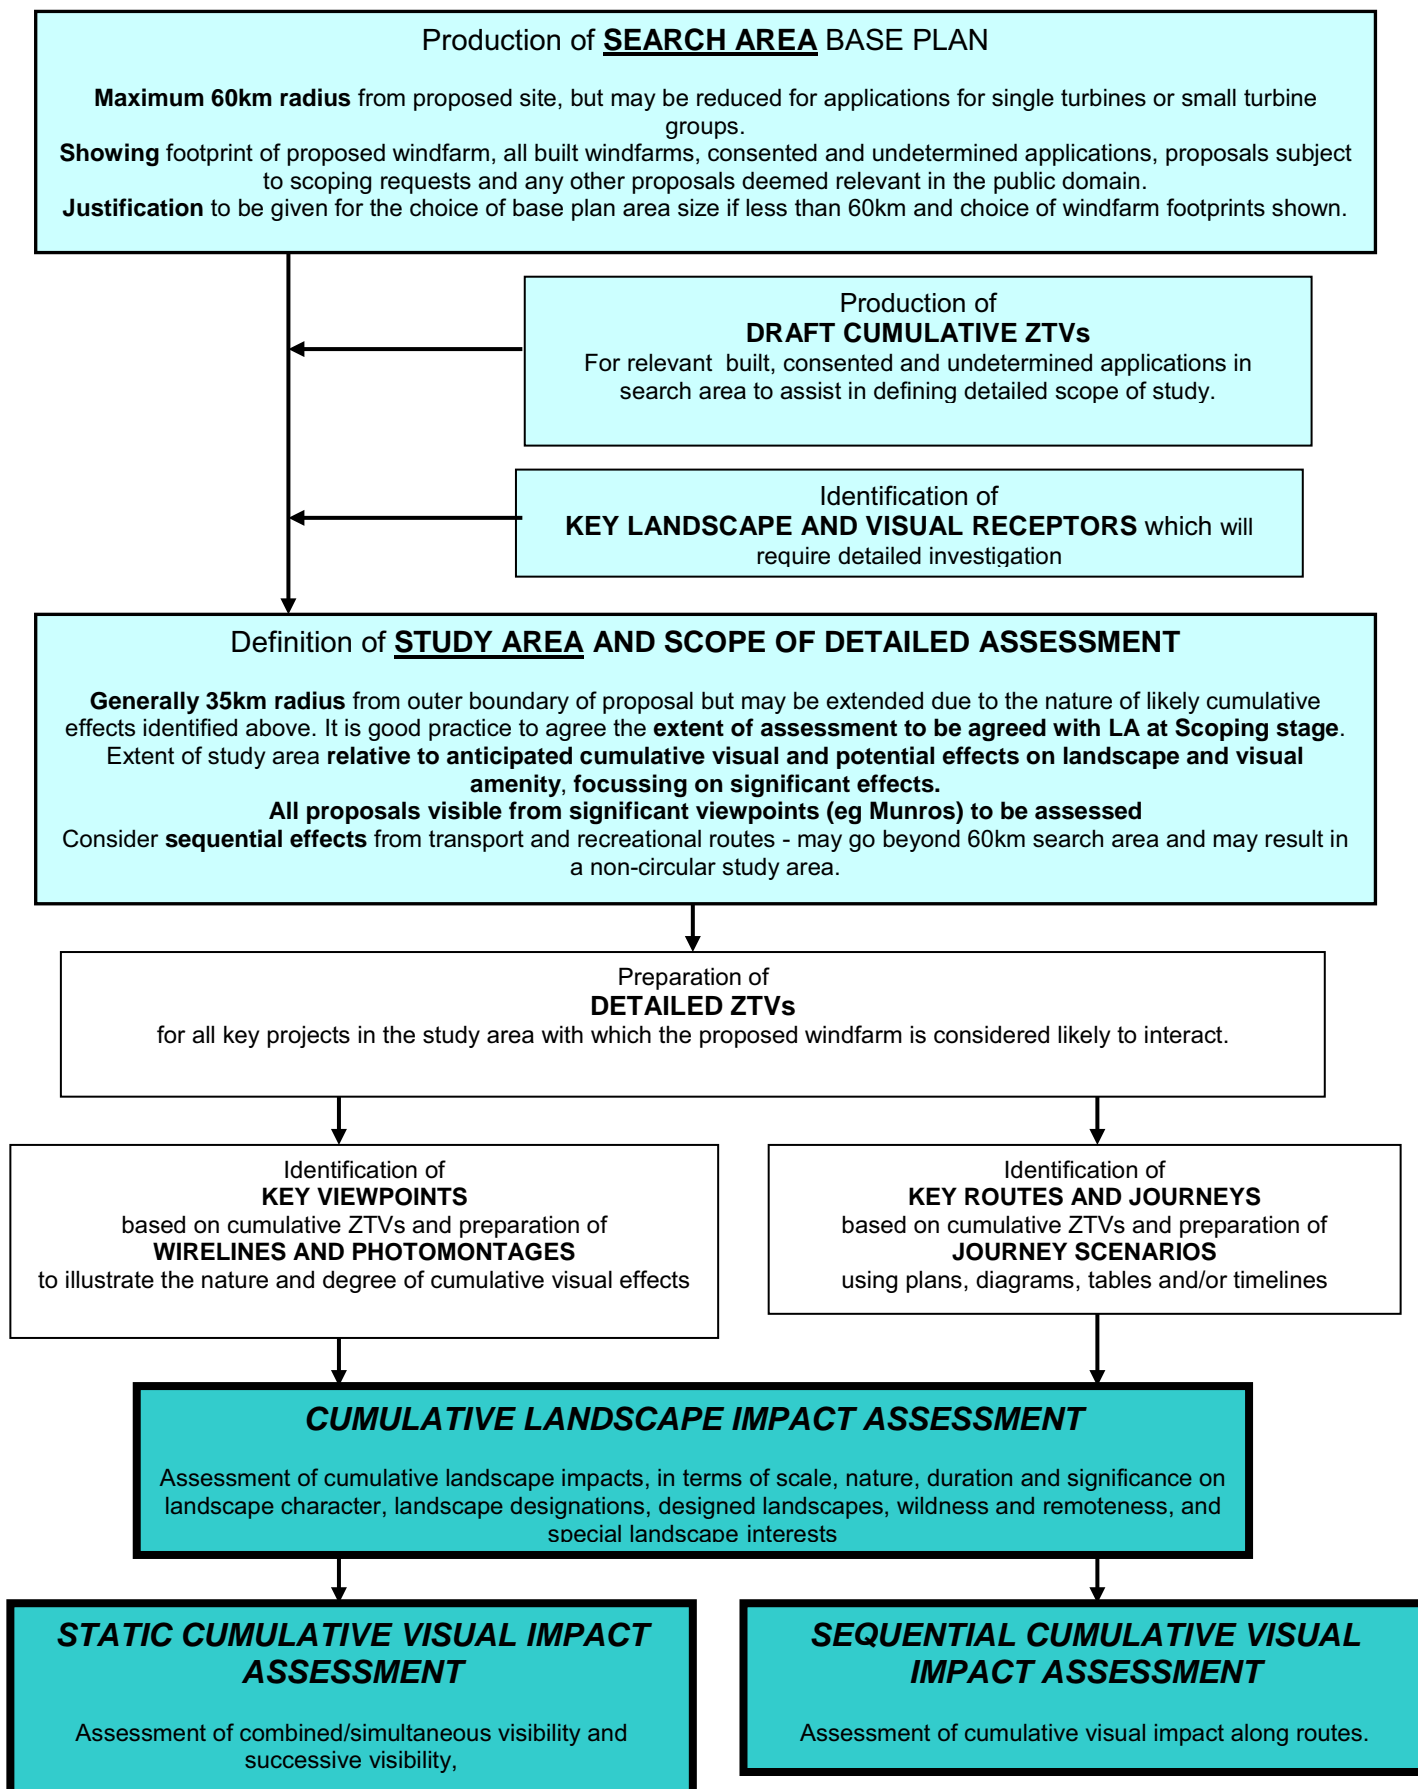 Production of SEARCH AREA BASE PLAN
Maximum 60km radius from proposed site, but may be reduced for applications for single turbines or small turbine
groups.
Showing footprint of proposed windfarm, all built windfarms, consented and undetermined applications, proposals subject
to scoping requests and any other proposals deemed relevant in the public domain.
Justification to be given for the choice of base plan area size if less than 60km and choice of windfarm footprints shown.
Production of
DRAFT CUMULATIVE ZTVs
For relevant built, consented and undetermined applications in
search area to assist in defining detailed scope of study.
Identification of
KEY LANDSCAPE AND VISUAL RECEPTORS which will
require detailed investigation
Definition of STUDY AREA AND SCOPE OF DETAILED ASSESSMENT
Generally 35km radius from outer boundary of proposal but may be extended due to the nature of likely cumulative
effects identified above. It is good practice to agree the extent of assessment to be agreed with LA at Scoping stage.
Extent of study area relative to anticipated cumulative visual and potential effects on landscape and visual
amenity, focussing on significant effects.
All proposals visible from significant viewpoints (eg Munros) to be assessed
Consider sequential effects from transport and recreational routes - may go beyond 60km search area and may result in
a non-circular study area.
Preparation of
DETAILED ZTVs
for all key projects in the study area with which the proposed windfarm is considered likely to interact.
Identification of
KEY VIEWPOINTS
based on cumulative ZTVs and preparation of
WIRELINES AND PHOTOMONTAGES
to illustrate the nature and degree of cumulative visual effects
Identification of
KEY ROUTES AND JOURNEYS
based on cumulative ZTVs and preparation of
JOURNEY SCENARIOS
using plans, diagrams, tables and/or timelines
CUMULATIVE LANDSCAPE IMPACT ASSESSMENT
Assessment of cumulative landscape impacts, in terms of scale, nature, duration and significance on
landscape character, landscape designations, designed landscapes, wildness and remoteness, and
special landscape interests
STATIC CUMULATIVE VISUAL IMPACT
ASSESSMENT
Assessment of combined/simultaneous visibility and
successive visibility,
SEQUENTIAL CUMULATIVE VISUAL
IMPACT ASSESSMENT
Assessment of cumulative visual impact along routes.